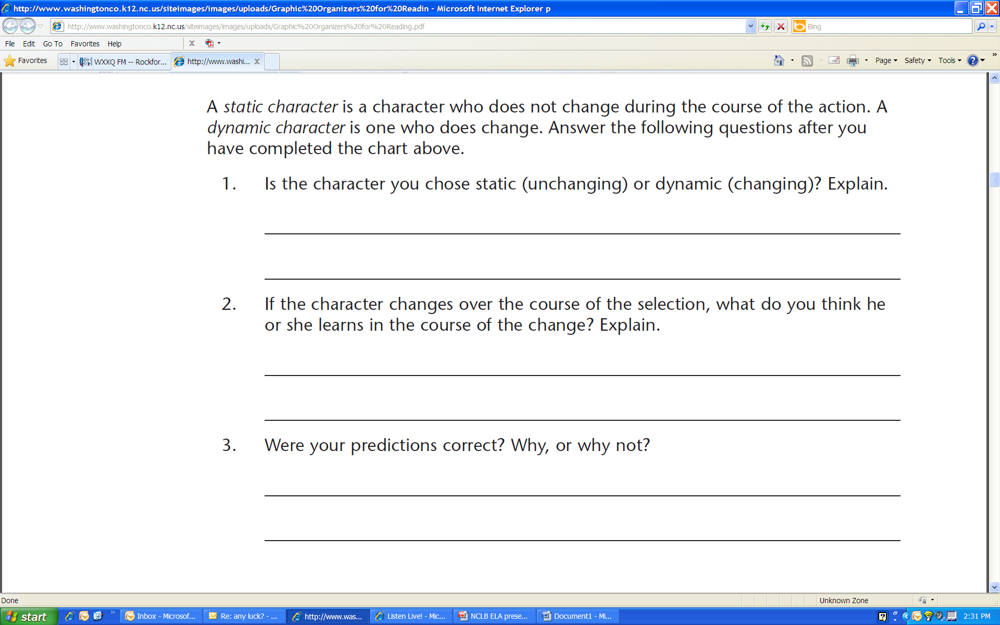 http://www.washingtonco.k12.nc.us/siteimages/images/uploads/Graphic%20Organizers%20for%20Readin - Microsoft Internet Explorer p
http://www.washingtonco.k12.nc.us/siteimages/images/uploads/Graphic%20Organizers%20for%20Reading.pdf
Bing
File Edit Go To Favorites Help
Favorites
WXXQ FM -- Rockfor...
http://www.washi...
Page
Safety
Tools
A static character is a character who does not change during the course of the action. A
dynamic character is one who does change. Answer the following questions after you
have completed the chart above.
1. Is the character you chose static (unchanging) or dynamic (changing)? Explain.
2. If the character changes over the course of the selection, what do you think he
or she learns in the course of the change? Explain.
3. Were your predictions correct? Why, or why not?
Done
Unknown Zone
start
Inbox - Microsof...
Re: any luck? - ...
http://www.was...
Listen Live! - Mic...
NCLB ELA prese...
Document1 - Mi...
2:31 PM